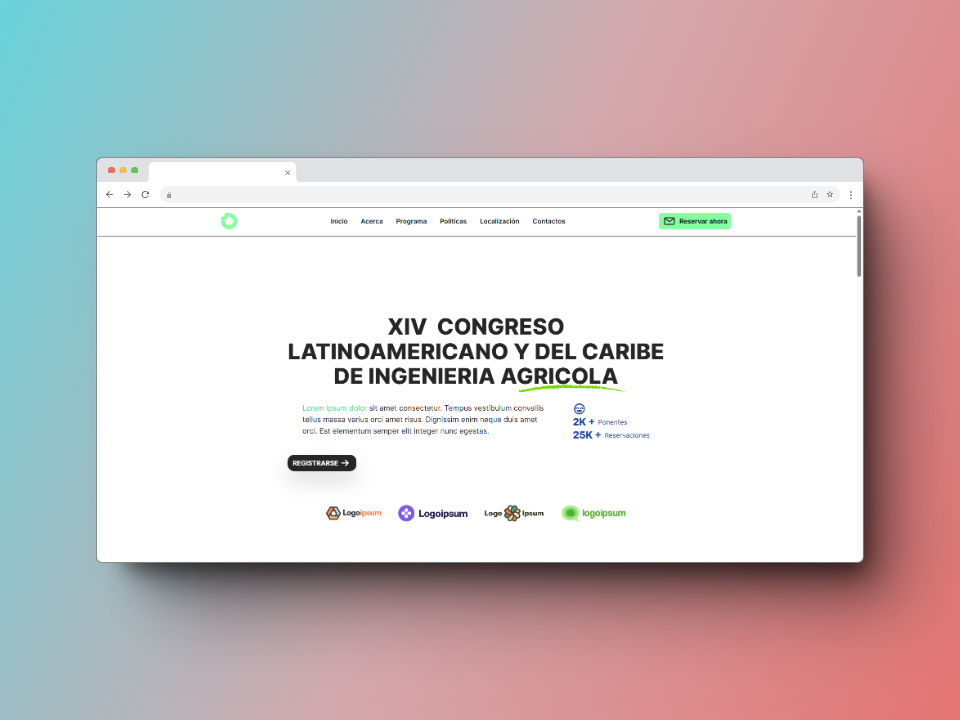 Inicio Acerca Programa Políticas Localización Contactos Reservar ahora
XIV CONGRESO
LATINOAMERICANO Y DEL CARIBE
DE INGENIERIA AGRICOLA
Lorem ipsum dolor sit amet consectetur. Tempus vestibulum convallis
tellus massa varius orci amet risus. Dignissim enim neque duis amet
orci. Est elementum semper elit integer nunc egestas.
2K + Ponentes
25K + Reservaciones
REGISTRARSE
Logoipsum Logoipsum Logo Ipsum logoipsum